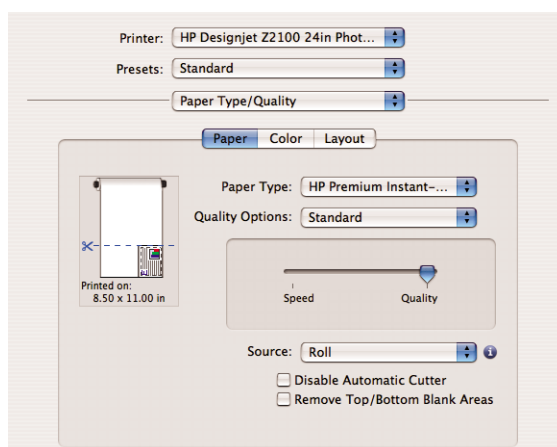 Printer: HP Designjet Z2100 24in Phot...
Presets: Standard
Paper Type/Quality
Paper Color Layout
Paper Type: HP Premium Instant-...
Quality Options: Standard
Speed Quality
Printed on:
8.50 x 11.00 in
Source: Roll
Disable Automatic Cutter
Remove Top/Bottom Blank Areas